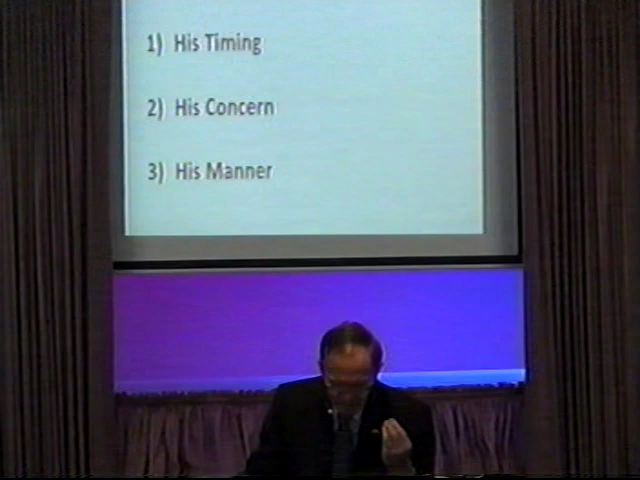 1) His Timing
2) His Concern
3) His Manner